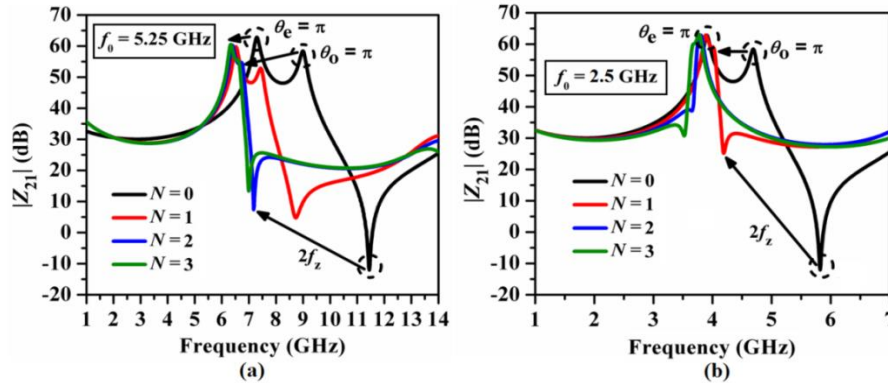 70
60
50
40
30
20
10
0
-10
-20
|Z21| (dB)
f0 = 5.25 GHz
θe = π
θo = π
N = 0
N = 1
N = 2
N = 3
2fz
1 2 3 4 5 6 7 8 9 10 11 12 13 14
Frequency (GHz)
(a)
70
60
50
40
30
20
10
0
-10
-20
|Z21| (dB)
θe = π
θo = π
f0 = 2.5 GHz
N = 0
N = 1
N = 2
N = 3
2fz
1 2 3 4 5 6 7
Frequency (GHz)
(b)